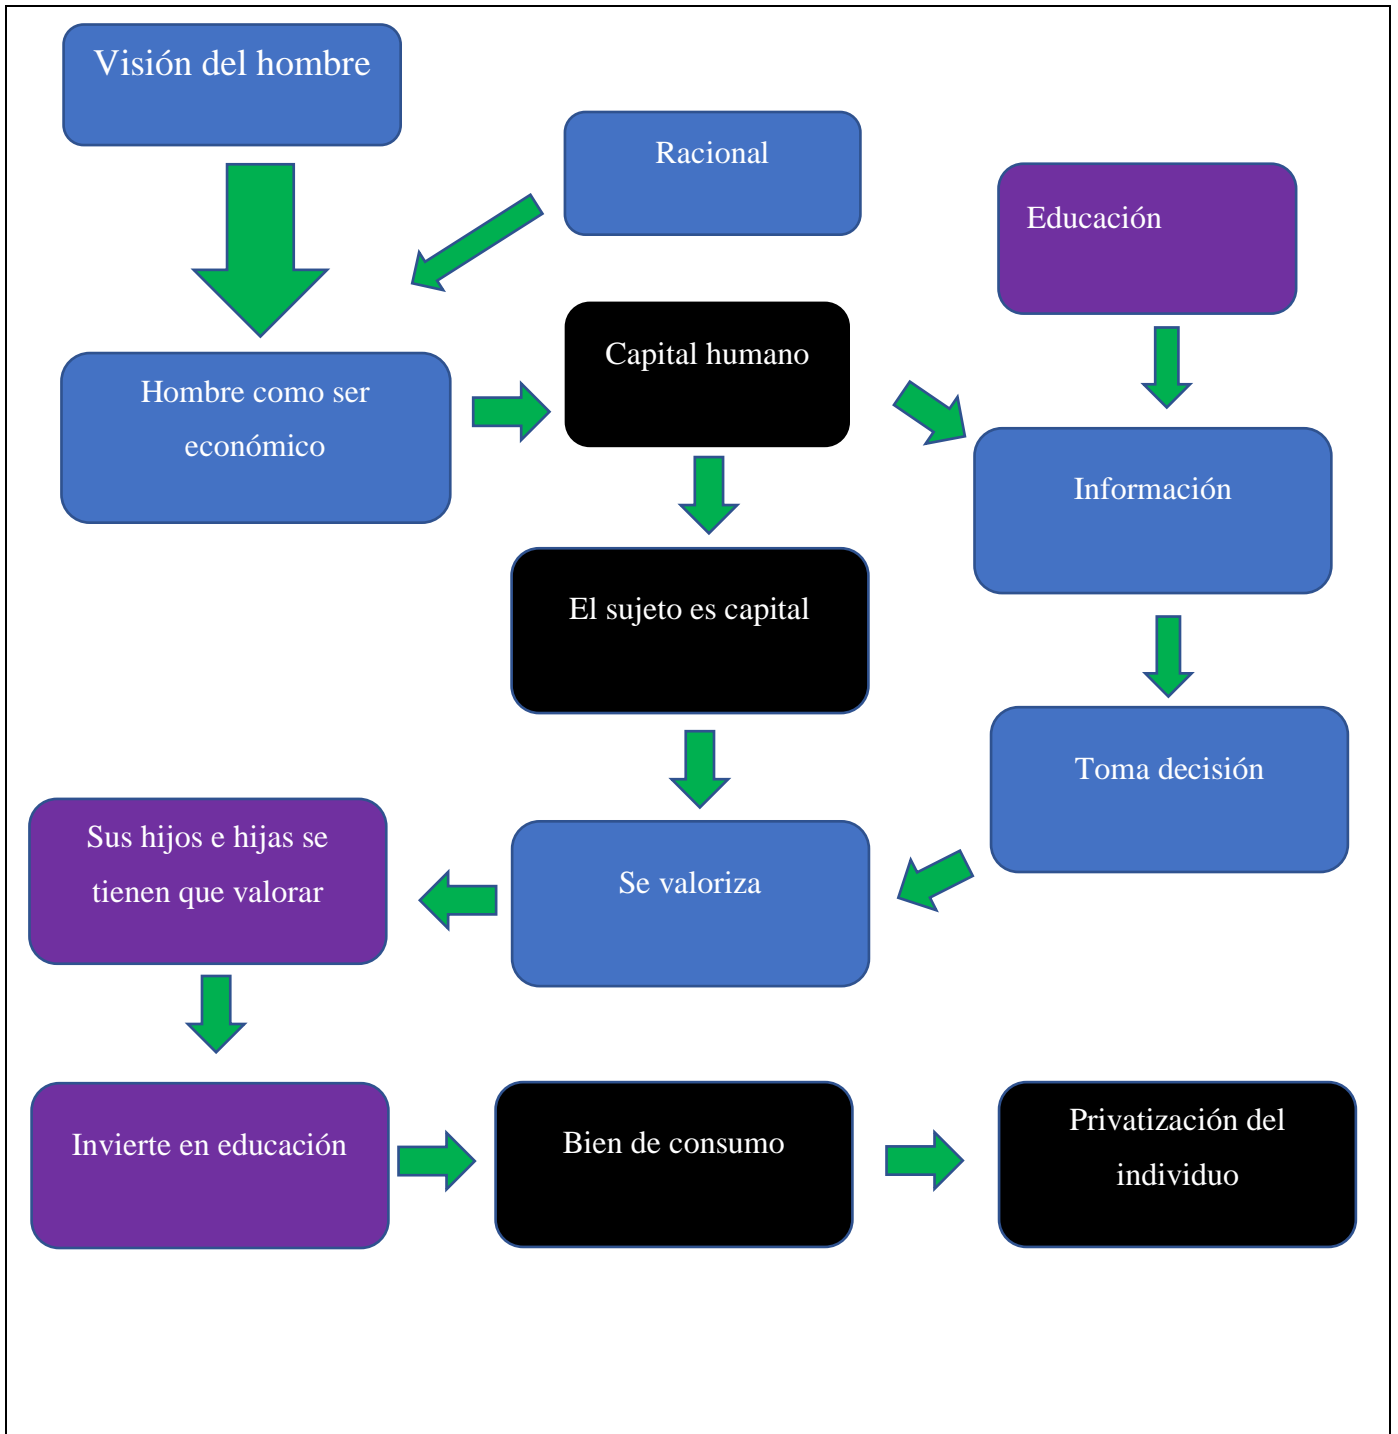 Visión del hombre
Racional
Educación
Capital humano
Hombre como ser
económico
Información
El sujeto es capital
Toma decisión
Sus hijos e hijas se
tienen que valorar
Se valoriza
Invierte en educación
Bien de consumo
Privatización del
individuo